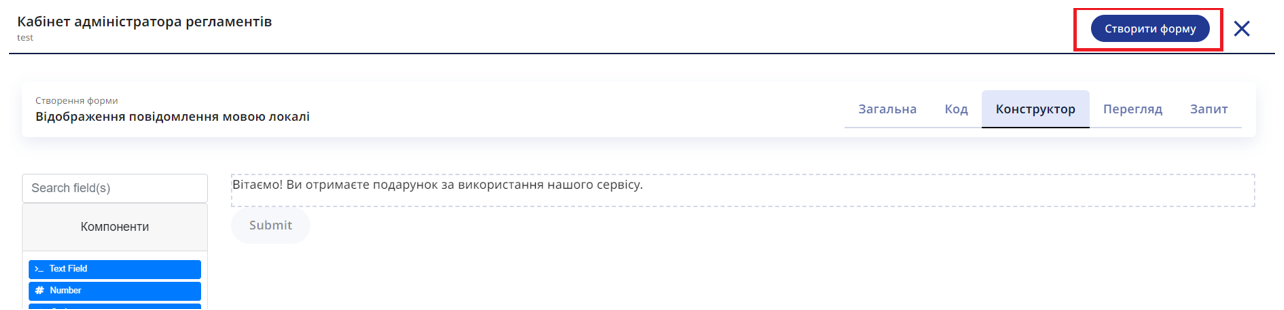 Кабінет адміністратора регламентів
test
Створити форму
Створення форми
Відображення повідомлення мовою локалі
Загальна
Код
Конструктор
Перегляд
Запит
Search field(s)
Компоненти
>_ Text Field
# Number
Вітаємо! Ви отримаєте подарунок за використання нашого сервісу.
Submit